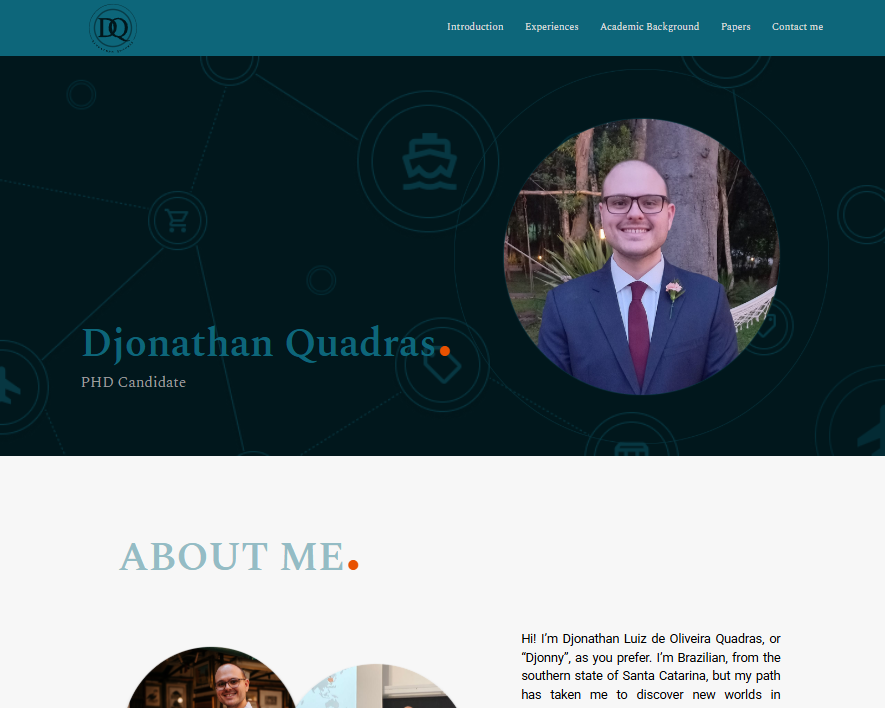 DQ
Introduction Experiences Academic Background Papers Contact me
Djonathan Quadras.
PHD Candidate
ABOUT ME.
Hi! I’m Djonathan Luiz de Oliveira Quadras, or
“Djonny”, as you prefer. I’m Brazilian, from the
southern state of Santa Catarina, but my path
has taken me to discover new worlds in